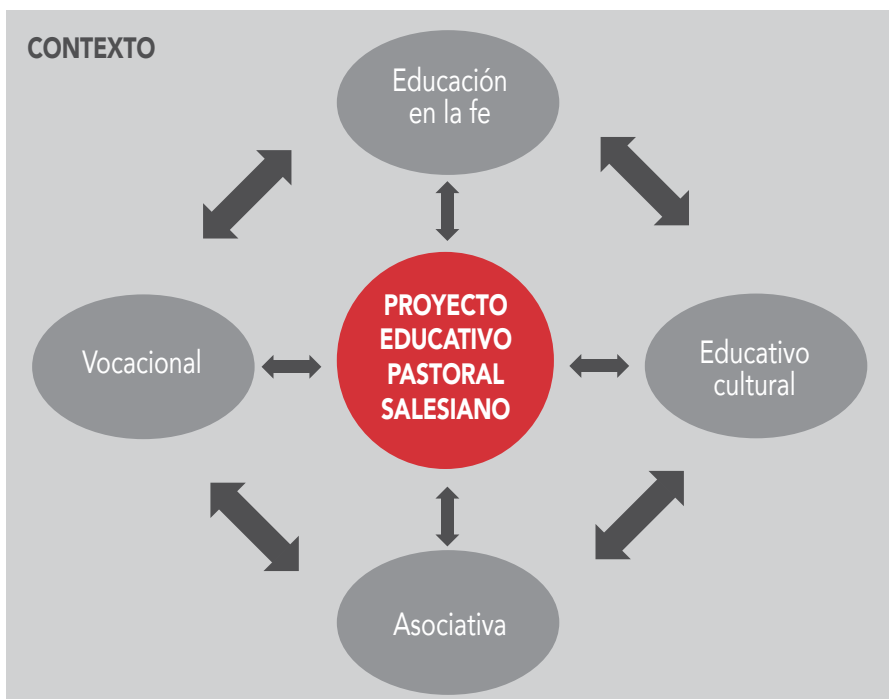 CONTEXTO
Educación
en la fe
PROYECTO
EDUCATIVO
PASTORAL
SALESIANO
Vocacional
Educativo
cultural
Asociativa